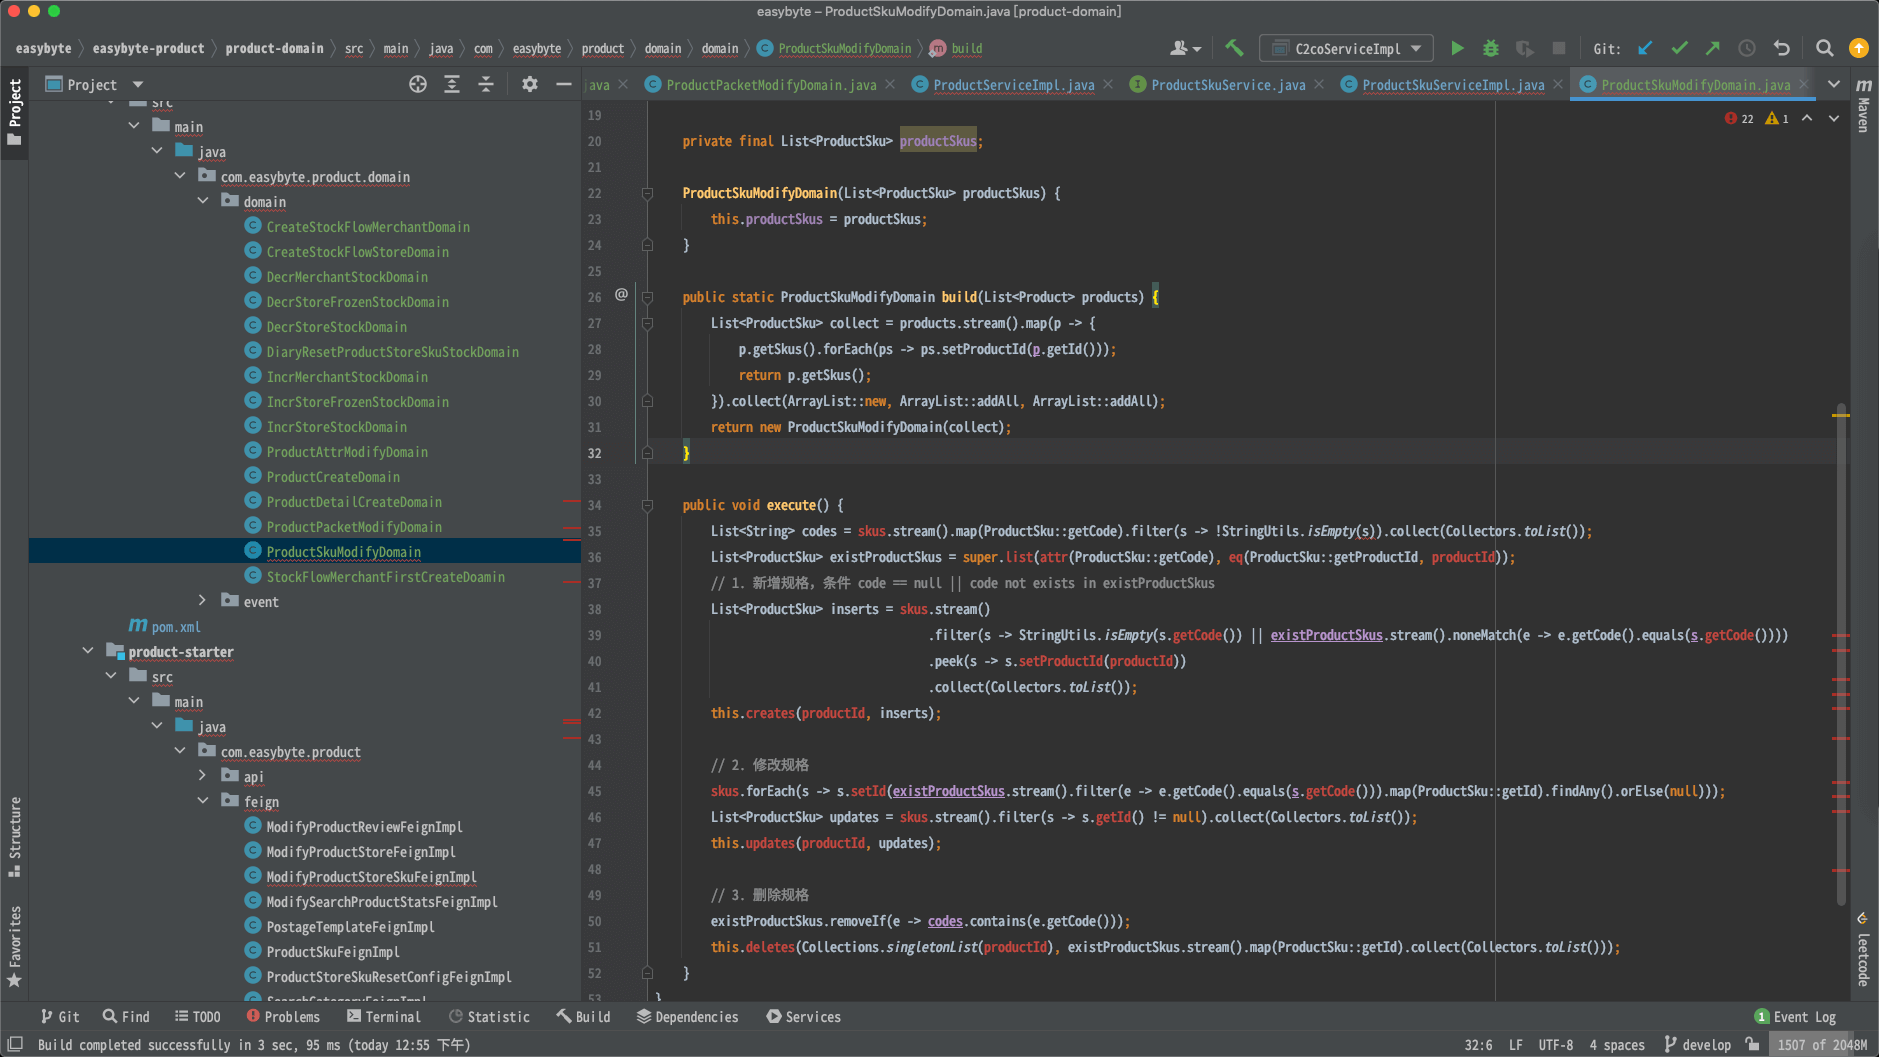 easybyte – ProductSkuModifyDomain.java [product-domain]
easybyte easybyte-product product-domain src main java com easybyte product domain domain ProductSkuModifyDomain build C2coServiceImpl Git:
Project
java ProductPacketModifyDomain.java ProductServiceImpl.java ProductSkuService.java ProductSkuServiceImpl.java ProductSkuModifyDomain.java
Project
Structure
Favorites
Maven
Leetcode
src
main
java
com.easybyte.product.domain
domain
CreateStockFlowMerchantDomain
CreateStockFlowStoreDomain
DecrMerchantStockDomain
DecrStoreFrozenStockDomain
DecrStoreStockDomain
DiaryResetProductStoreSkuStockDomain
IncrMerchantStockDomain
IncrStoreFrozenStockDomain
IncrStoreStockDomain
ProductAttrModifyDomain
ProductCreateDomain
ProductDetailCreateDomain
ProductPacketModifyDomain
ProductSkuModifyDomain
StockFlowMerchantFirstCreateDoamin
event
pom.xml
product-starter
src
main
java
com.easybyte.product
api
feign
ModifyProductReviewFeignImpl
ModifyProductStoreFeignImpl
ModifyProductStoreSkuFeignImpl
ModifySearchProductStatsFeignImpl
PostageTemplateFeignImpl
ProductSkuFeignImpl
ProductStoreSkuResetConfigFeignImpl
SearchCategoryFeignImpl
22 1
19
20 private final List<ProductSku> productSkus;
21
22 ProductSkuModifyDomain(List<ProductSku> productSkus) {
23 this.productSkus = productSkus;
24 }
25
26 @ public static ProductSkuModifyDomain build(List<Product> products) {
27 List<ProductSku> collect = products.stream().map(p -> {
28 p.getSkus().forEach(ps -> ps.setProductId(p.getId()));
29 return p.getSkus();
30 }).collect(ArrayList::new, ArrayList::addAll, ArrayList::addAll);
31 return new ProductSkuModifyDomain(collect);
32 }
33
34 public void execute() {
35 List<String> codes = skus.stream().map(ProductSku::getCode).filter(s -> !StringUtils.isEmpty(s)).collect(Collectors.toList());
36 List<ProductSku> existProductSkus = super.list(attr(ProductSku::getCode), eq(ProductSku::getProductId, productId));
37 // 1. 新增规格，条件 code == null || code not exists in existProductSkus
38 List<ProductSku> inserts = skus.stream()
39 .filter(s -> StringUtils.isEmpty(s.getCode()) || existProductSkus.stream().noneMatch(e -> e.getCode().equals(s.getCode())))
40 .peek(s -> s.setProductId(productId))
41 .collect(Collectors.toList());
42 this.creates(productId, inserts);
43
44 // 2. 修改规格
45 skus.forEach(s -> s.setId(existProductSkus.stream().filter(e -> e.getCode().equals(s.getCode())).map(ProductSku::getId).findAny().orElse(null)));
46 List<ProductSku> updates = skus.stream().filter(s -> s.getId() != null).collect(Collectors.toList());
47 this.updates(productId, updates);
48
49 // 3. 删除规格
50 existProductSkus.removeIf(e -> codes.contains(e.getCode()));
51 this.deletes(Collections.singletonList(productId), existProductSkus.stream().map(ProductSku::getId).collect(Collectors.toList()));
52 }
53 }
Git Find TODO Problems Terminal Statistic Build Dependencies Services 1 Event Log
Build completed successfully in 3 sec, 95 ms (today 12:55 下午) 32:6 LF UTF-8 4 spaces develop 1507 of 2048M